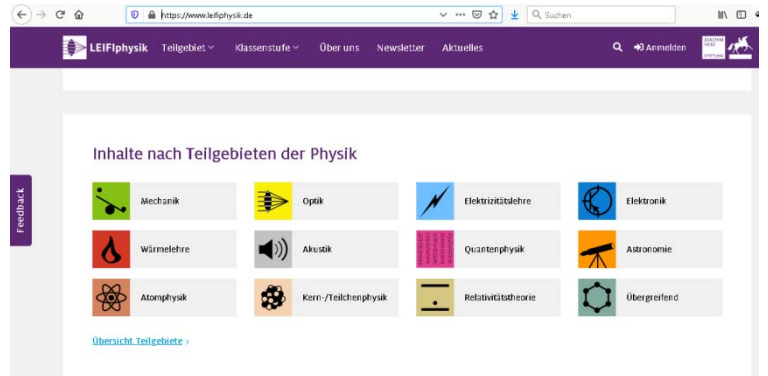 https://www.leifiphysik.de
Suchen
LEIFIphysik Teilgebiet Klassenstufe Über uns Newsletter Aktuelles Anmelden
Inhalte nach Teilgebieten der Physik
Feedback
Mechanik Optik Elektrizitätslehre Elektronik
Wärmelehre Akustik Quantenphysik Astronomie
Atomphysik Kern-/Teilchenphysik Relativitätstheorie Übergreifend
Übersicht Teilgebiete >